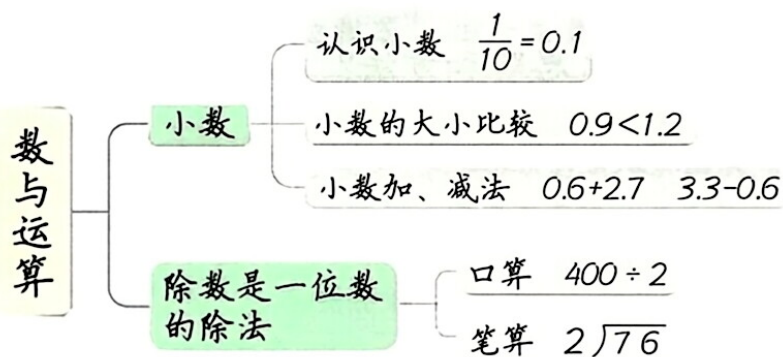 数与运算
小数
认识小数 1/10 = 0.1
小数的大小比较 0.9<1.2
小数加、减法 0.6+2.7 3.3-0.6
除数是一位数
的除法
口算 400÷2
笔算 2)76